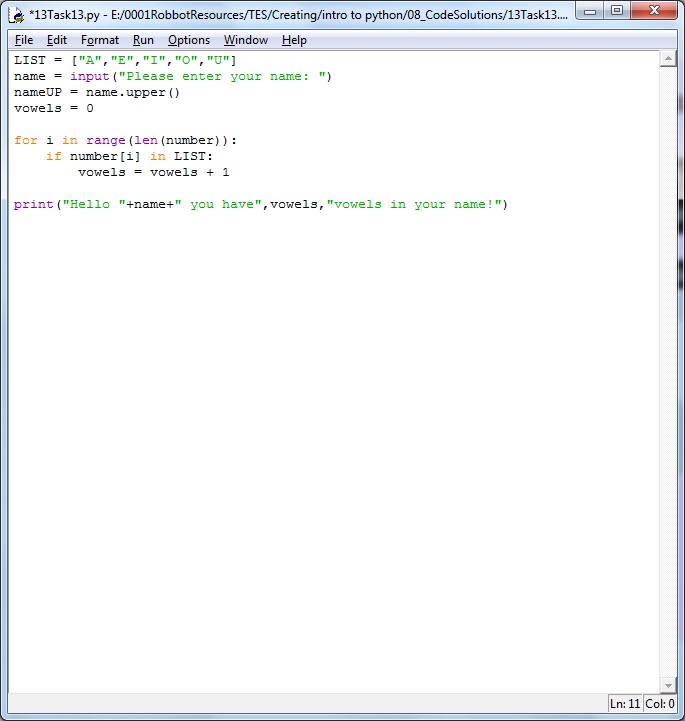 *13Task13.py - E:/0001RobbotResources/TES/Creating/intro to python/08_CodeSolutions/13Task13....
File Edit Format Run Options Window Help
LIST = ["A","E","I","O","U"]
name = input("Please enter your name: ")
nameUP = name.upper()
vowels = 0
for i in range(len(number)):
    if number[i] in LIST:
        vowels = vowels + 1
print("Hello "+name+" you have",vowels,"vowels in your name!")
Ln: 11 Col: 0